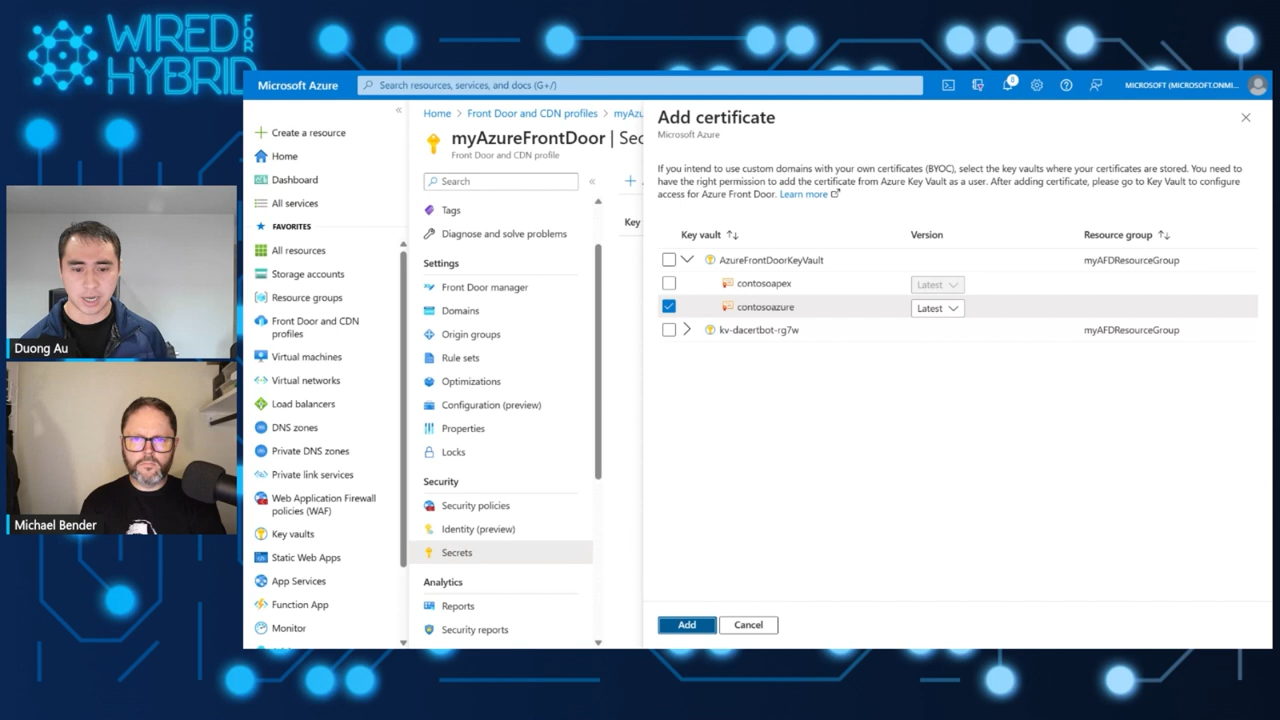 WIRED FOR
HYBRID
Duong Au
Michael Bender
Microsoft Azure
Search resources, services, and docs (G+/)
8
MICROSOFT (MICROSOFT.ONMI...
Create a resource
Home
Dashboard
All services
FAVORITES
All resources
Storage accounts
Resource groups
Front Door and CDN
profiles
Virtual machines
Virtual networks
Load balancers
DNS zones
Private DNS zones
Private link services
Web Application Firewall
policies (WAF)
Key vaults
Static Web Apps
App Services
Function App
Monitor
Home > Front Door and CDN profiles > myAzu
myAzureFrontDoor | Sec
Front Door and CDN profile
Search
Tags
Diagnose and solve problems
Settings
Front Door manager
Domains
Origin groups
Rule sets
Optimizations
Configuration (preview)
Properties
Locks
Security
Security policies
Identity (preview)
Secrets
Analytics
Reports
Security reports
Key
Add certificate
Microsoft Azure
If you intend to use custom domains with your own certificates (BYOC), select the key vaults where your certificates are stored. You need to
have the right permission to add the certificate from Azure Key Vault as a user. After adding certificate, please go to Key Vault to configure
access for Azure Front Door. Learn more
Key vault Version Resource group
AzureFrontDoorKeyVault myAFDResourceGroup
contosoapex Latest
contosoazure Latest
kv-dacertbot-rg7w myAFDResourceGroup
Add Cancel